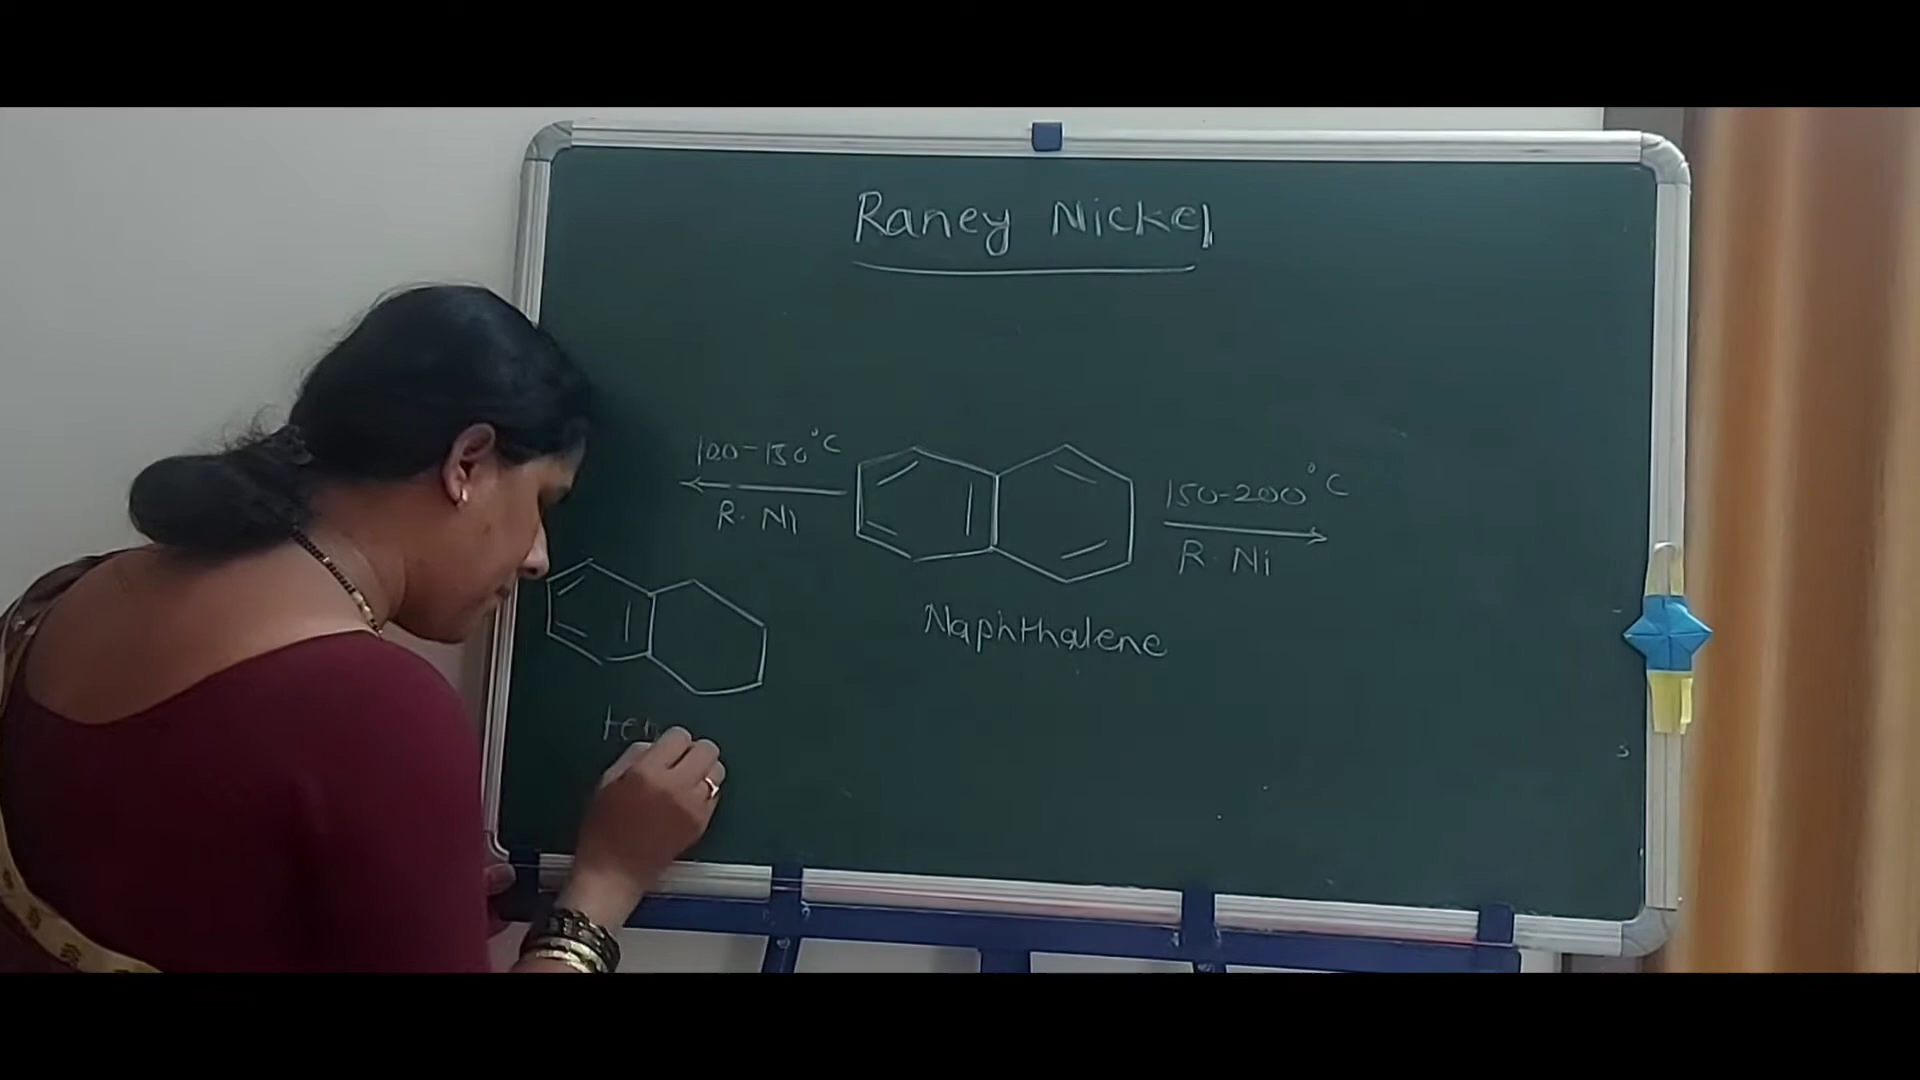 Raney Nickel
100-150°C
R. Ni
150-200°C
R. Ni
Naphthalene